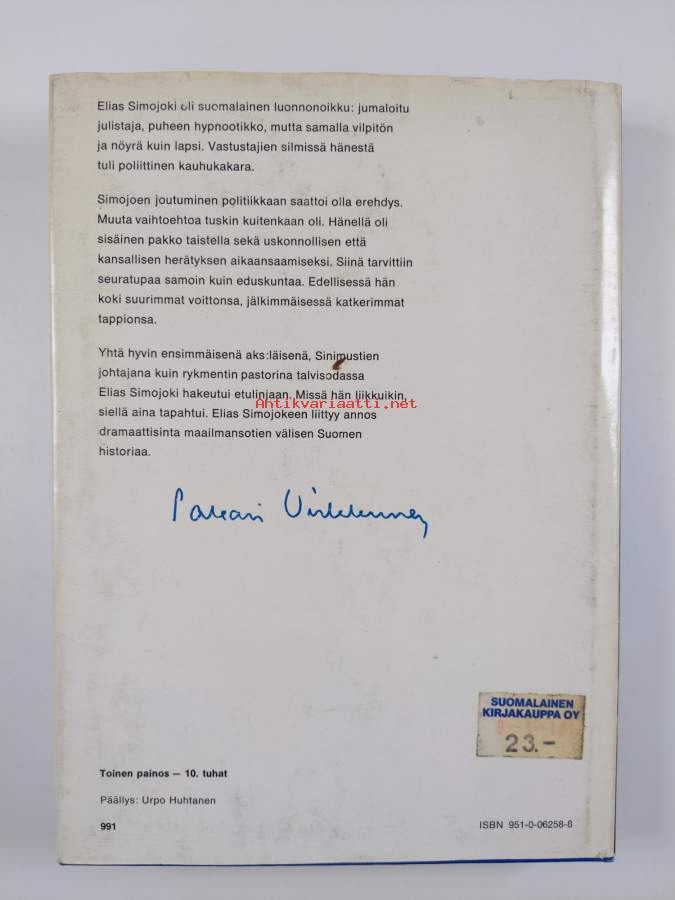 Elias Simojoki oli suomalainen luonnonoikku: jumaloitu
julistaja, puheen hypnootikko, mutta samalla vilpitön
ja nöyrä kuin lapsi. Vastustajien silmissä hänestä
tuli poliittinen kauhukakara.
Simojoen joutuminen politiikkaan saattoi olla erehdys.
Muuta vaihtoehtoa tuskin kuitenkaan oli. Hänellä oli
sisäinen pakko taistella sekä uskonnollisen että
kansallisen herätyksen aikaansaamiseksi. Siinä tarvittiin
seuratupaa samoin kuin eduskuntaa. Edellisessä hän
koki suurimmat voittonsa, jälkimmäisessä katkerimmat
tappionsa.
Yhtä hyvin ensimmäisenä aks:läisenä, Sinimustien
johtajana kuin rykmentin pastorina talvisodassa
Elias Simojoki hakeutui etulinjaan. Missä hän liikkuikin,
Antikvariaatti.net
siellä aina tapahtui. Elias Simojokeen liittyy annos
dramaattisinta maailmansotien välisen Suomen
historiaa.
SUOMALAINEN
KIRJAKAUPPA OY
23.-
Toinen painos — 10. tuhat
Päällys: Urpo Huhtanen
991
ISBN 951-0-06258-8